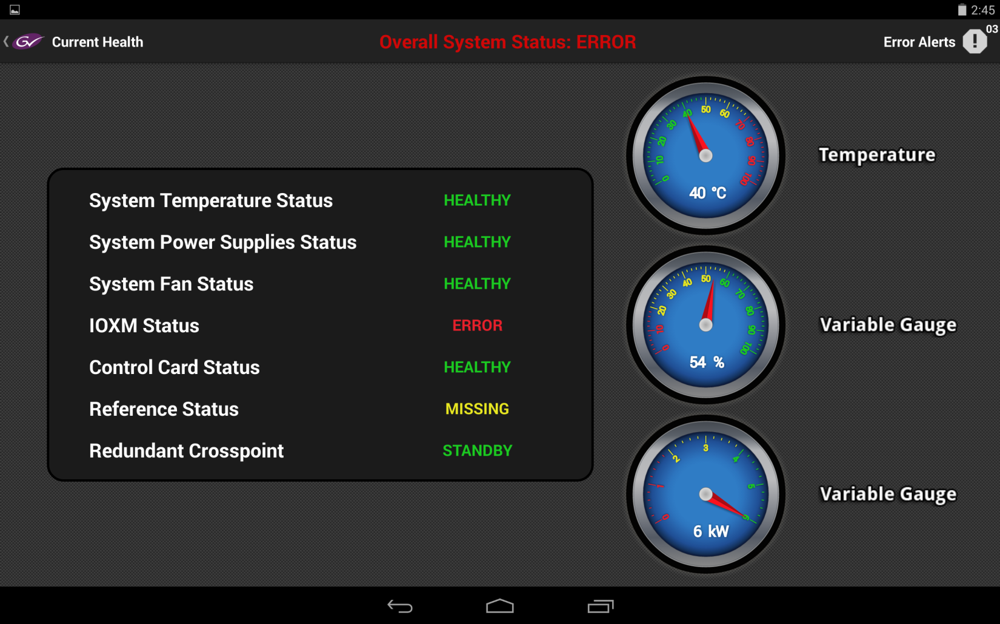 2:45
GV
Current Health
Overall System Status: ERROR
Error Alerts
03
System Temperature Status HEALTHY
System Power Supplies Status HEALTHY
System Fan Status HEALTHY
IOXM Status ERROR
Control Card Status HEALTHY
Reference Status MISSING
Redundant Crosspoint STANDBY
0 10 20 30 40 50 60 70 80 90 100
40 °C
Temperature
0 10 20 30 40 50 60 70 80 90 100
54 %
Variable Gauge
0 1 2 3 4 5 6
6 kW
Variable Gauge